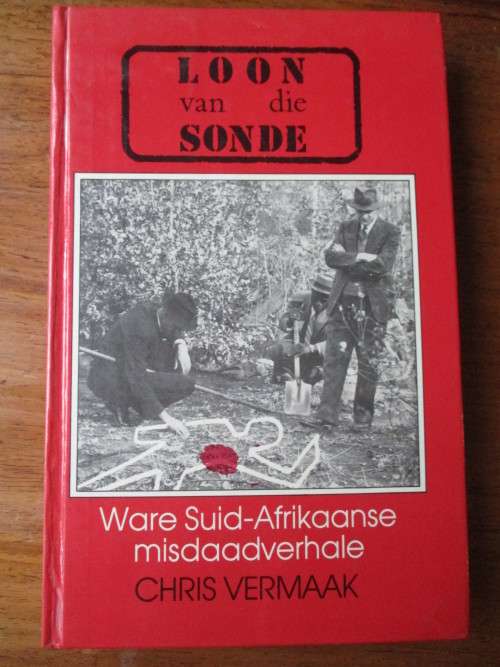 LOON
van die
SONDE
Ware Suid-Afrikaanse
misdaadverhale
CHRIS VERMAAK